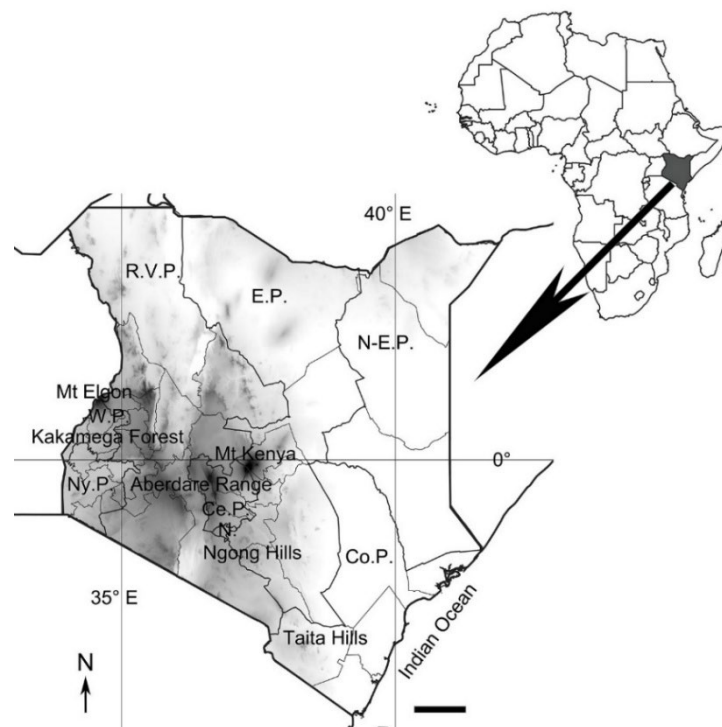 40° E
R.V.P.
E.P.
N-E.P.
Mt Elgon
W.P.
Kakamega Forest
Mt Kenya
0°
Ny.P.
Aberdare Range
Ce.P.
N.
Ngong Hills
Co.P.
35° E
Taita Hills
Indian Ocean
N